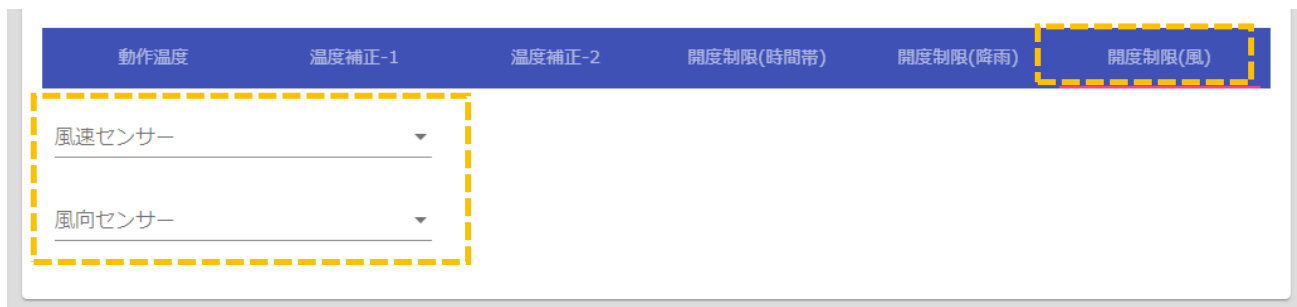 動作温度 温度補正-1 温度補正-2 開度制限(時間帯) 開度制限(降雨) 開度制限(風)
風速センサー
風向センサー